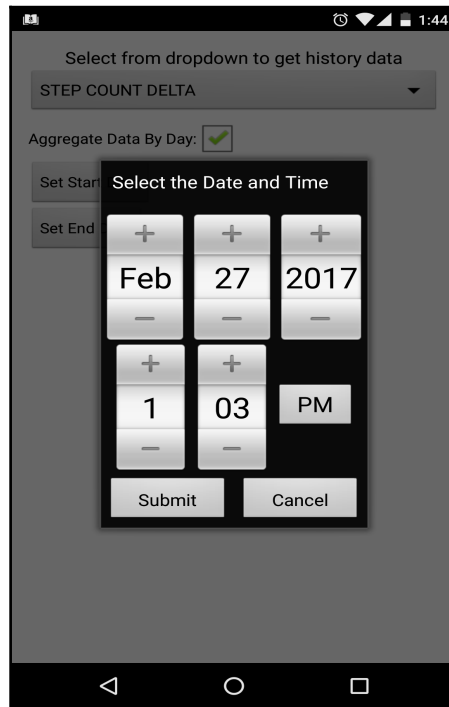 1:44
Select from dropdown to get history data
STEP COUNT DELTA
Aggregate Data By Day:
Set Start
Select the Date and Time
Set End
Feb 27 2017
1 03 PM
Submit Cancel